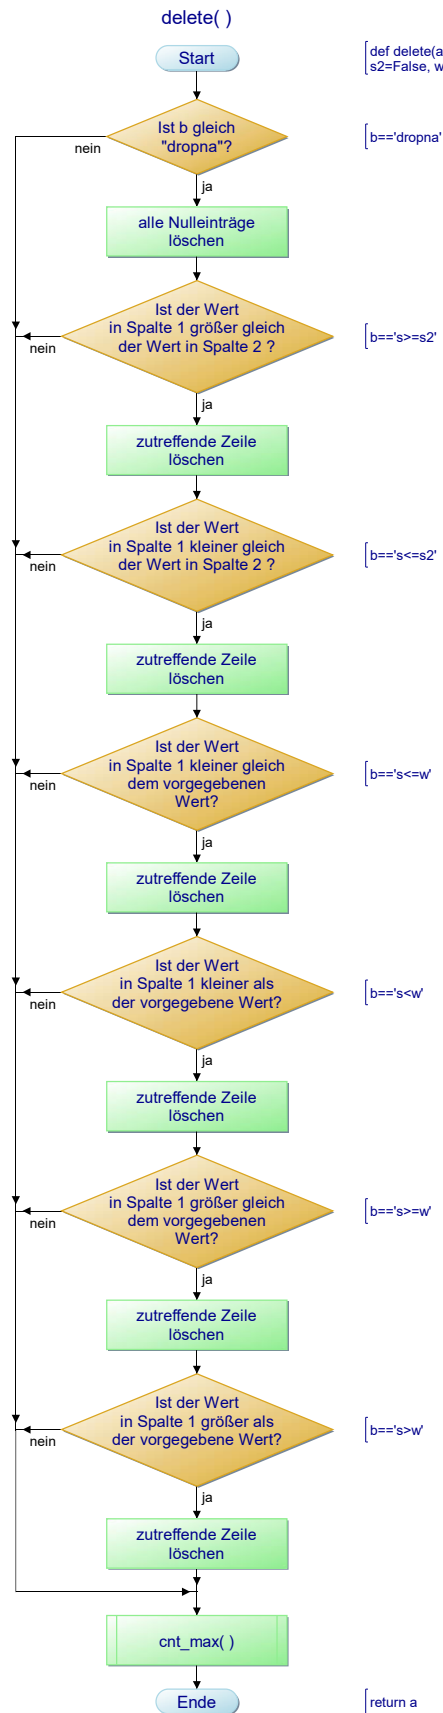 delete( )
Start
def delete(a
s2=False, w
Ist b gleich
"dropna"?
b=='dropna'
nein
ja
alle Nulleinträge
löschen
Ist der Wert
in Spalte 1 größer gleich
der Wert in Spalte 2 ?
b=='s>=s2'
nein
ja
zutreffende Zeile
löschen
Ist der Wert
in Spalte 1 kleiner gleich
der Wert in Spalte 2 ?
b=='s<=s2'
nein
ja
zutreffende Zeile
löschen
Ist der Wert
in Spalte 1 kleiner gleich
dem vorgegebenen
Wert?
b=='s<=w'
nein
ja
zutreffende Zeile
löschen
Ist der Wert
in Spalte 1 kleiner als
der vorgegebene Wert?
b=='s<w'
nein
ja
zutreffende Zeile
löschen
Ist der Wert
in Spalte 1 größer gleich
dem vorgegebenen
Wert?
b=='s>=w'
nein
ja
zutreffende Zeile
löschen
Ist der Wert
in Spalte 1 größer als
der vorgegebene Wert?
b=='s>w'
nein
ja
zutreffende Zeile
löschen
cnt_max( )
Ende
return a